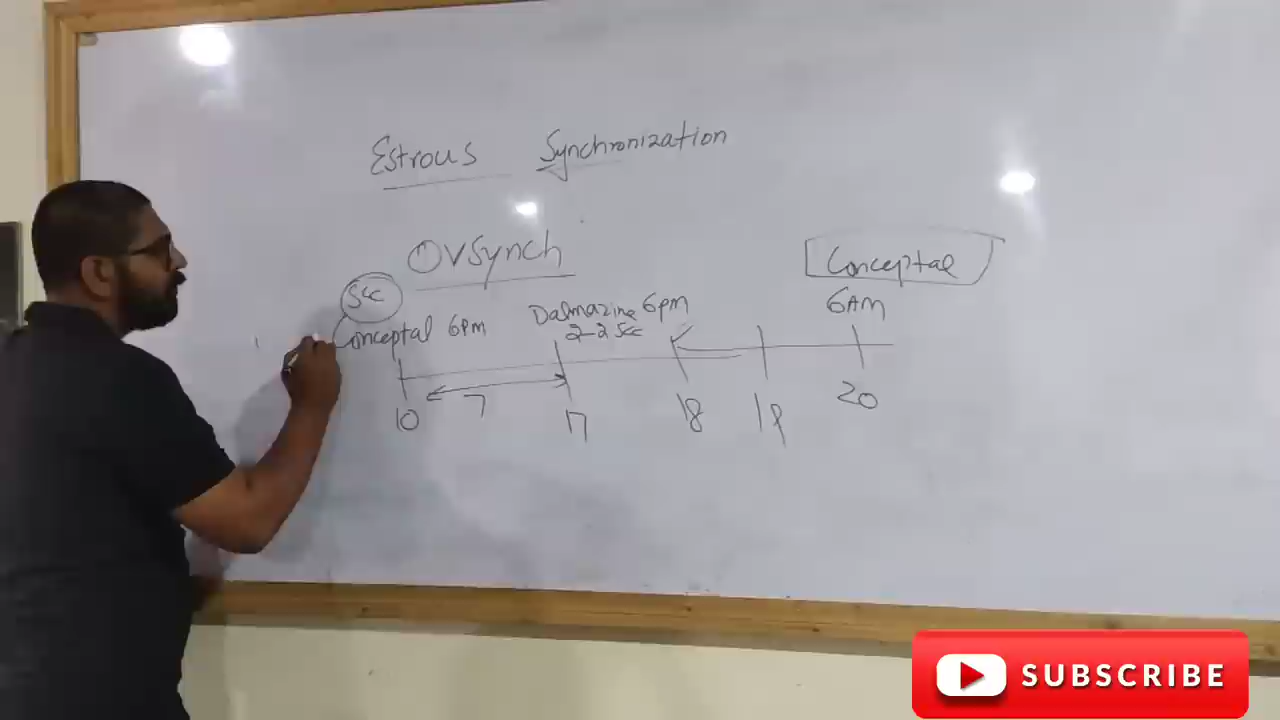 Estrous Synchronization
OVSynch
Conceptal
5cc
6AM
Dalmazine 6pm
Conceptal 6pm
2-2.5cc
7
10
17
18
19
20
SUBSCRIBE